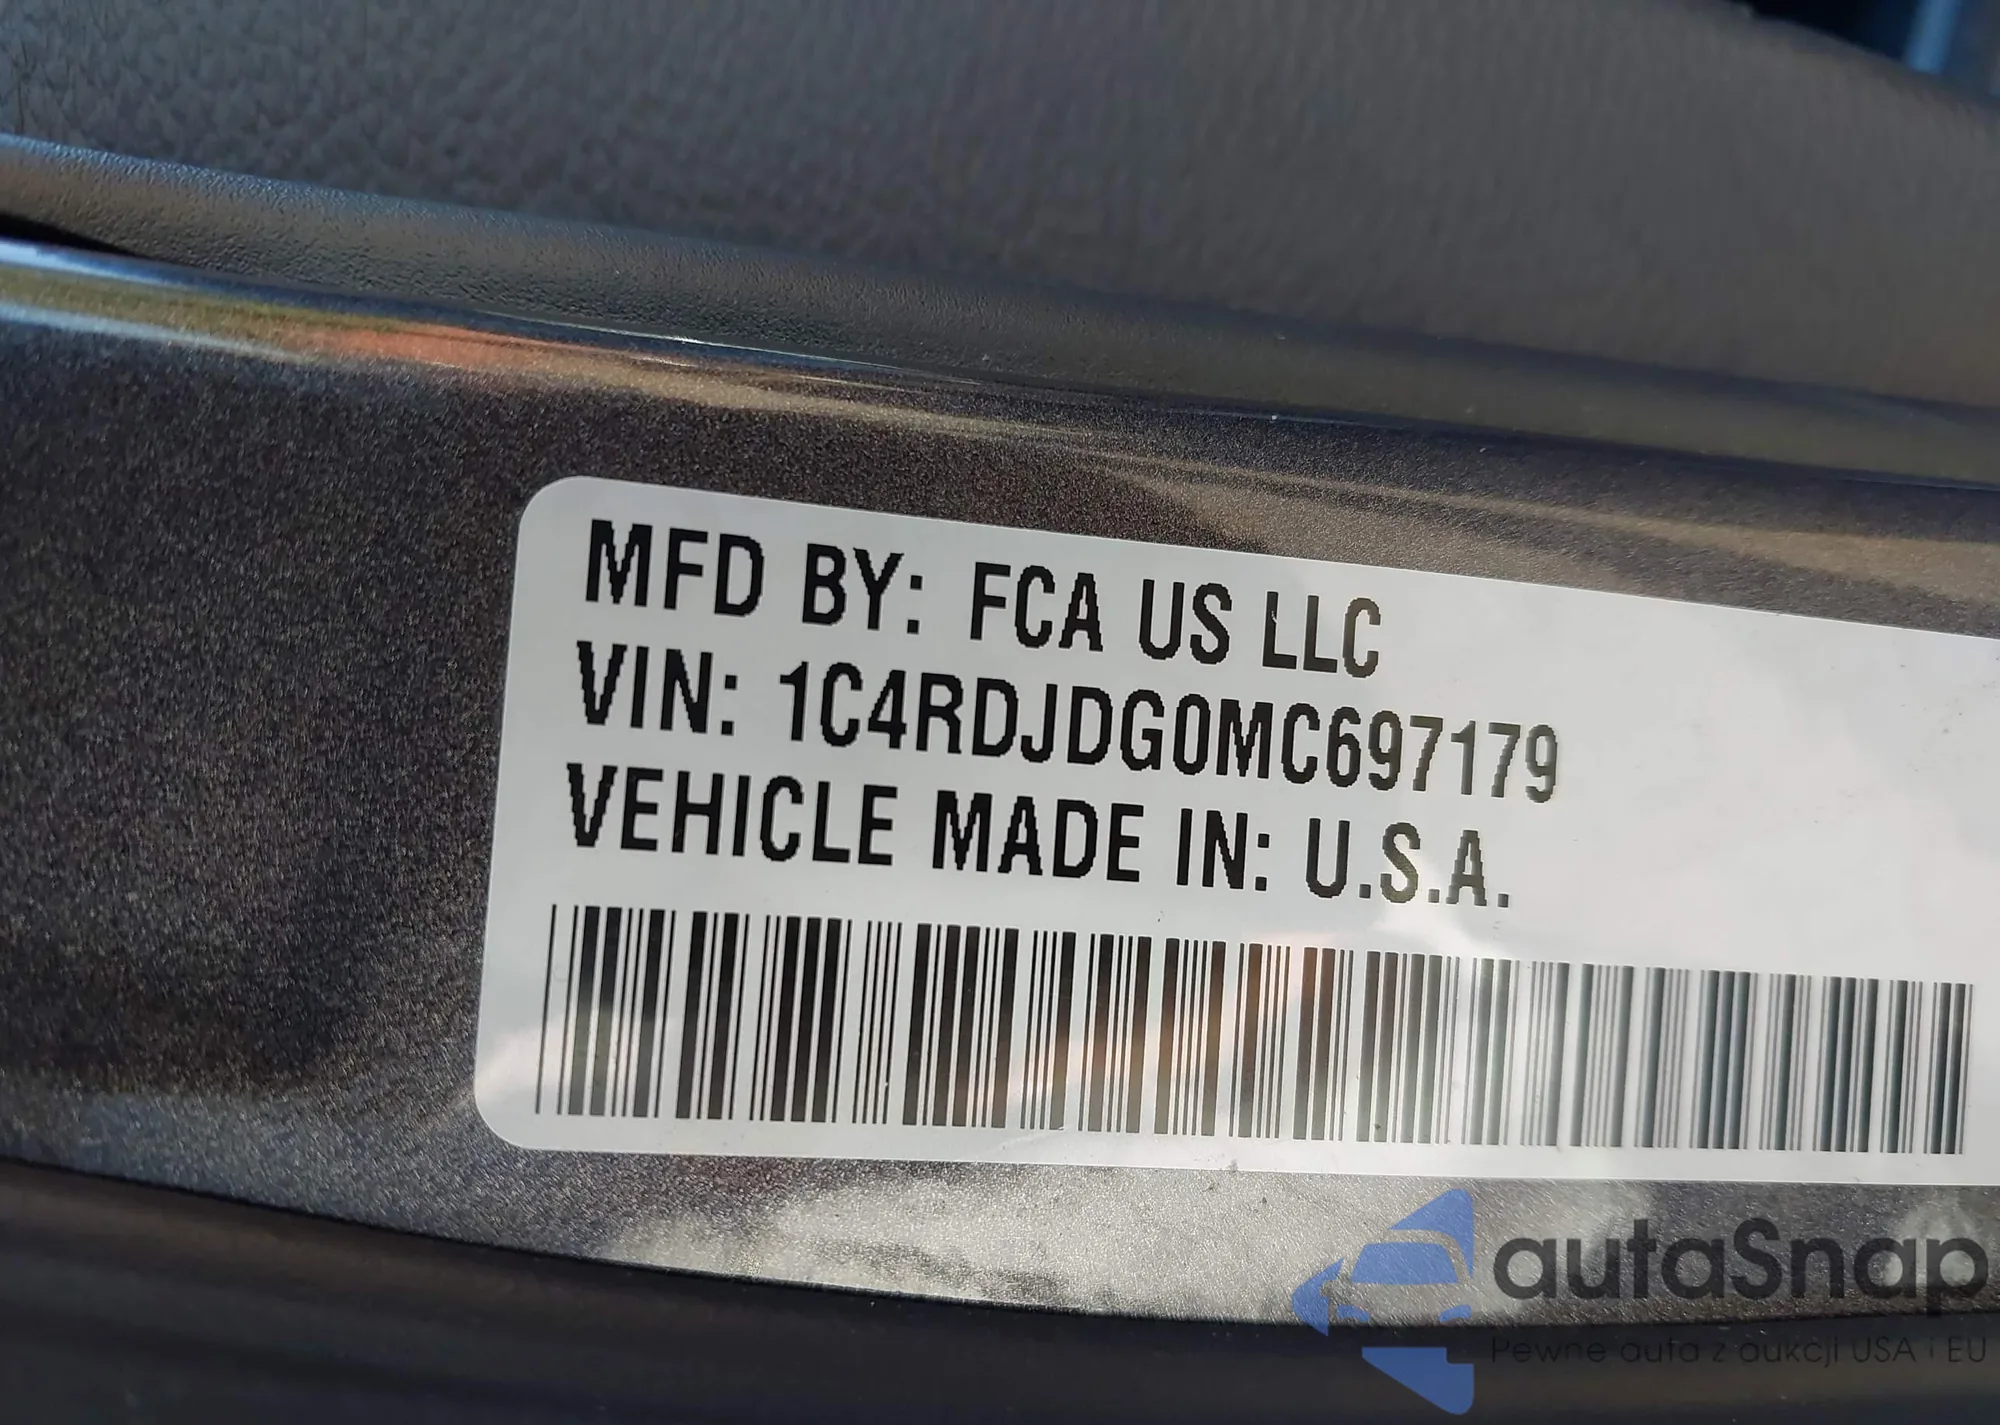 MFD BY: FCA US LLC
VIN: 1C4RDJDG0MC697179
VEHICLE MADE IN: U.S.A.
autaSnap
Pewne auta z aukcji USA i EU